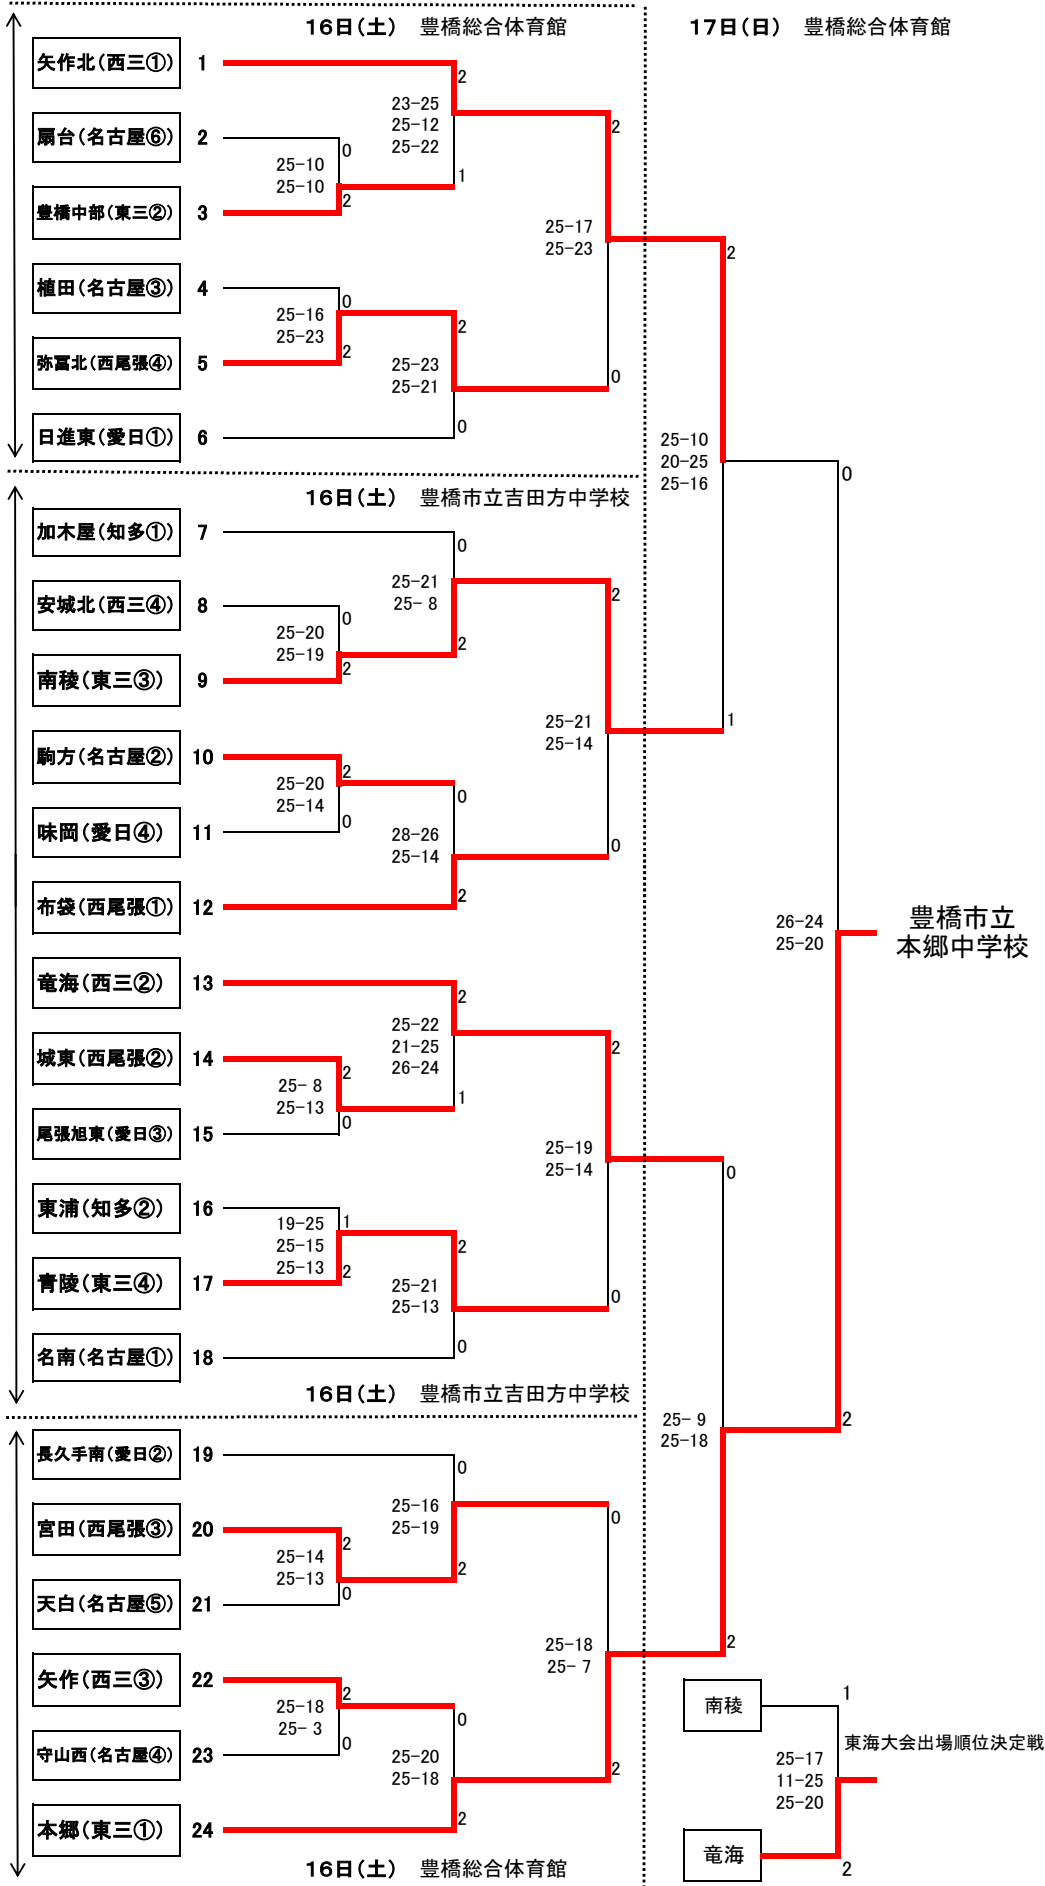 16日(土) 豊橋総合体育館
17日(日) 豊橋総合体育館
矢作北(西三①) 1
2
23-25
25-12
25-22
2
扇台(名古屋⑥) 2
0
25-10
25-10
1
2
豊橋中部(東三②) 3
25-17
25-23
2
植田(名古屋③) 4
0
25-16
25-23
2
2
弥冨北(西尾張④) 5
25-23
25-21
0
0
日進東(愛日①) 6
25-10
20-25
25-16
0
16日(土) 豊橋市立吉田方中学校
加木屋(知多①) 7
0
25-21
25- 8
2
安城北(西三④) 8
0
25-20
25-19
2
2
南稜(東三③) 9
25-21
25-14
1
駒方(名古屋②) 10
2
25-20
25-14
0
0
味岡(愛日④) 11
28-26
25-14
0
2
布袋(西尾張①) 12
26-24
25-20
豊橋市立
本郷中学校
竜海(西三②) 13
2
25-22
21-25
26-24
2
城東(西尾張②) 14
2
25- 8
25-13
1
0
尾張旭東(愛日③) 15
25-19
25-14
0
東浦(知多②) 16
1
19-25
25-15
25-13
2
2
青陵(東三④) 17
25-21
25-13
0
0
名南(名古屋①) 18
16日(土) 豊橋市立吉田方中学校
25- 9
25-18
2
長久手南(愛日②) 19
0
25-16
25-19
0
宮田(西尾張③) 20
2
25-14
25-13
2
0
天白(名古屋⑤) 21
25-18
25- 7
2
矢作(西三③) 22
2
25-18
25- 3
0
0
守山西(名古屋④) 23
25-20
25-18
2
2
本郷(東三①) 24
16日(土) 豊橋総合体育館
南稜
1
東海大会出場順位決定戦
25-17
11-25
25-20
竜海
2